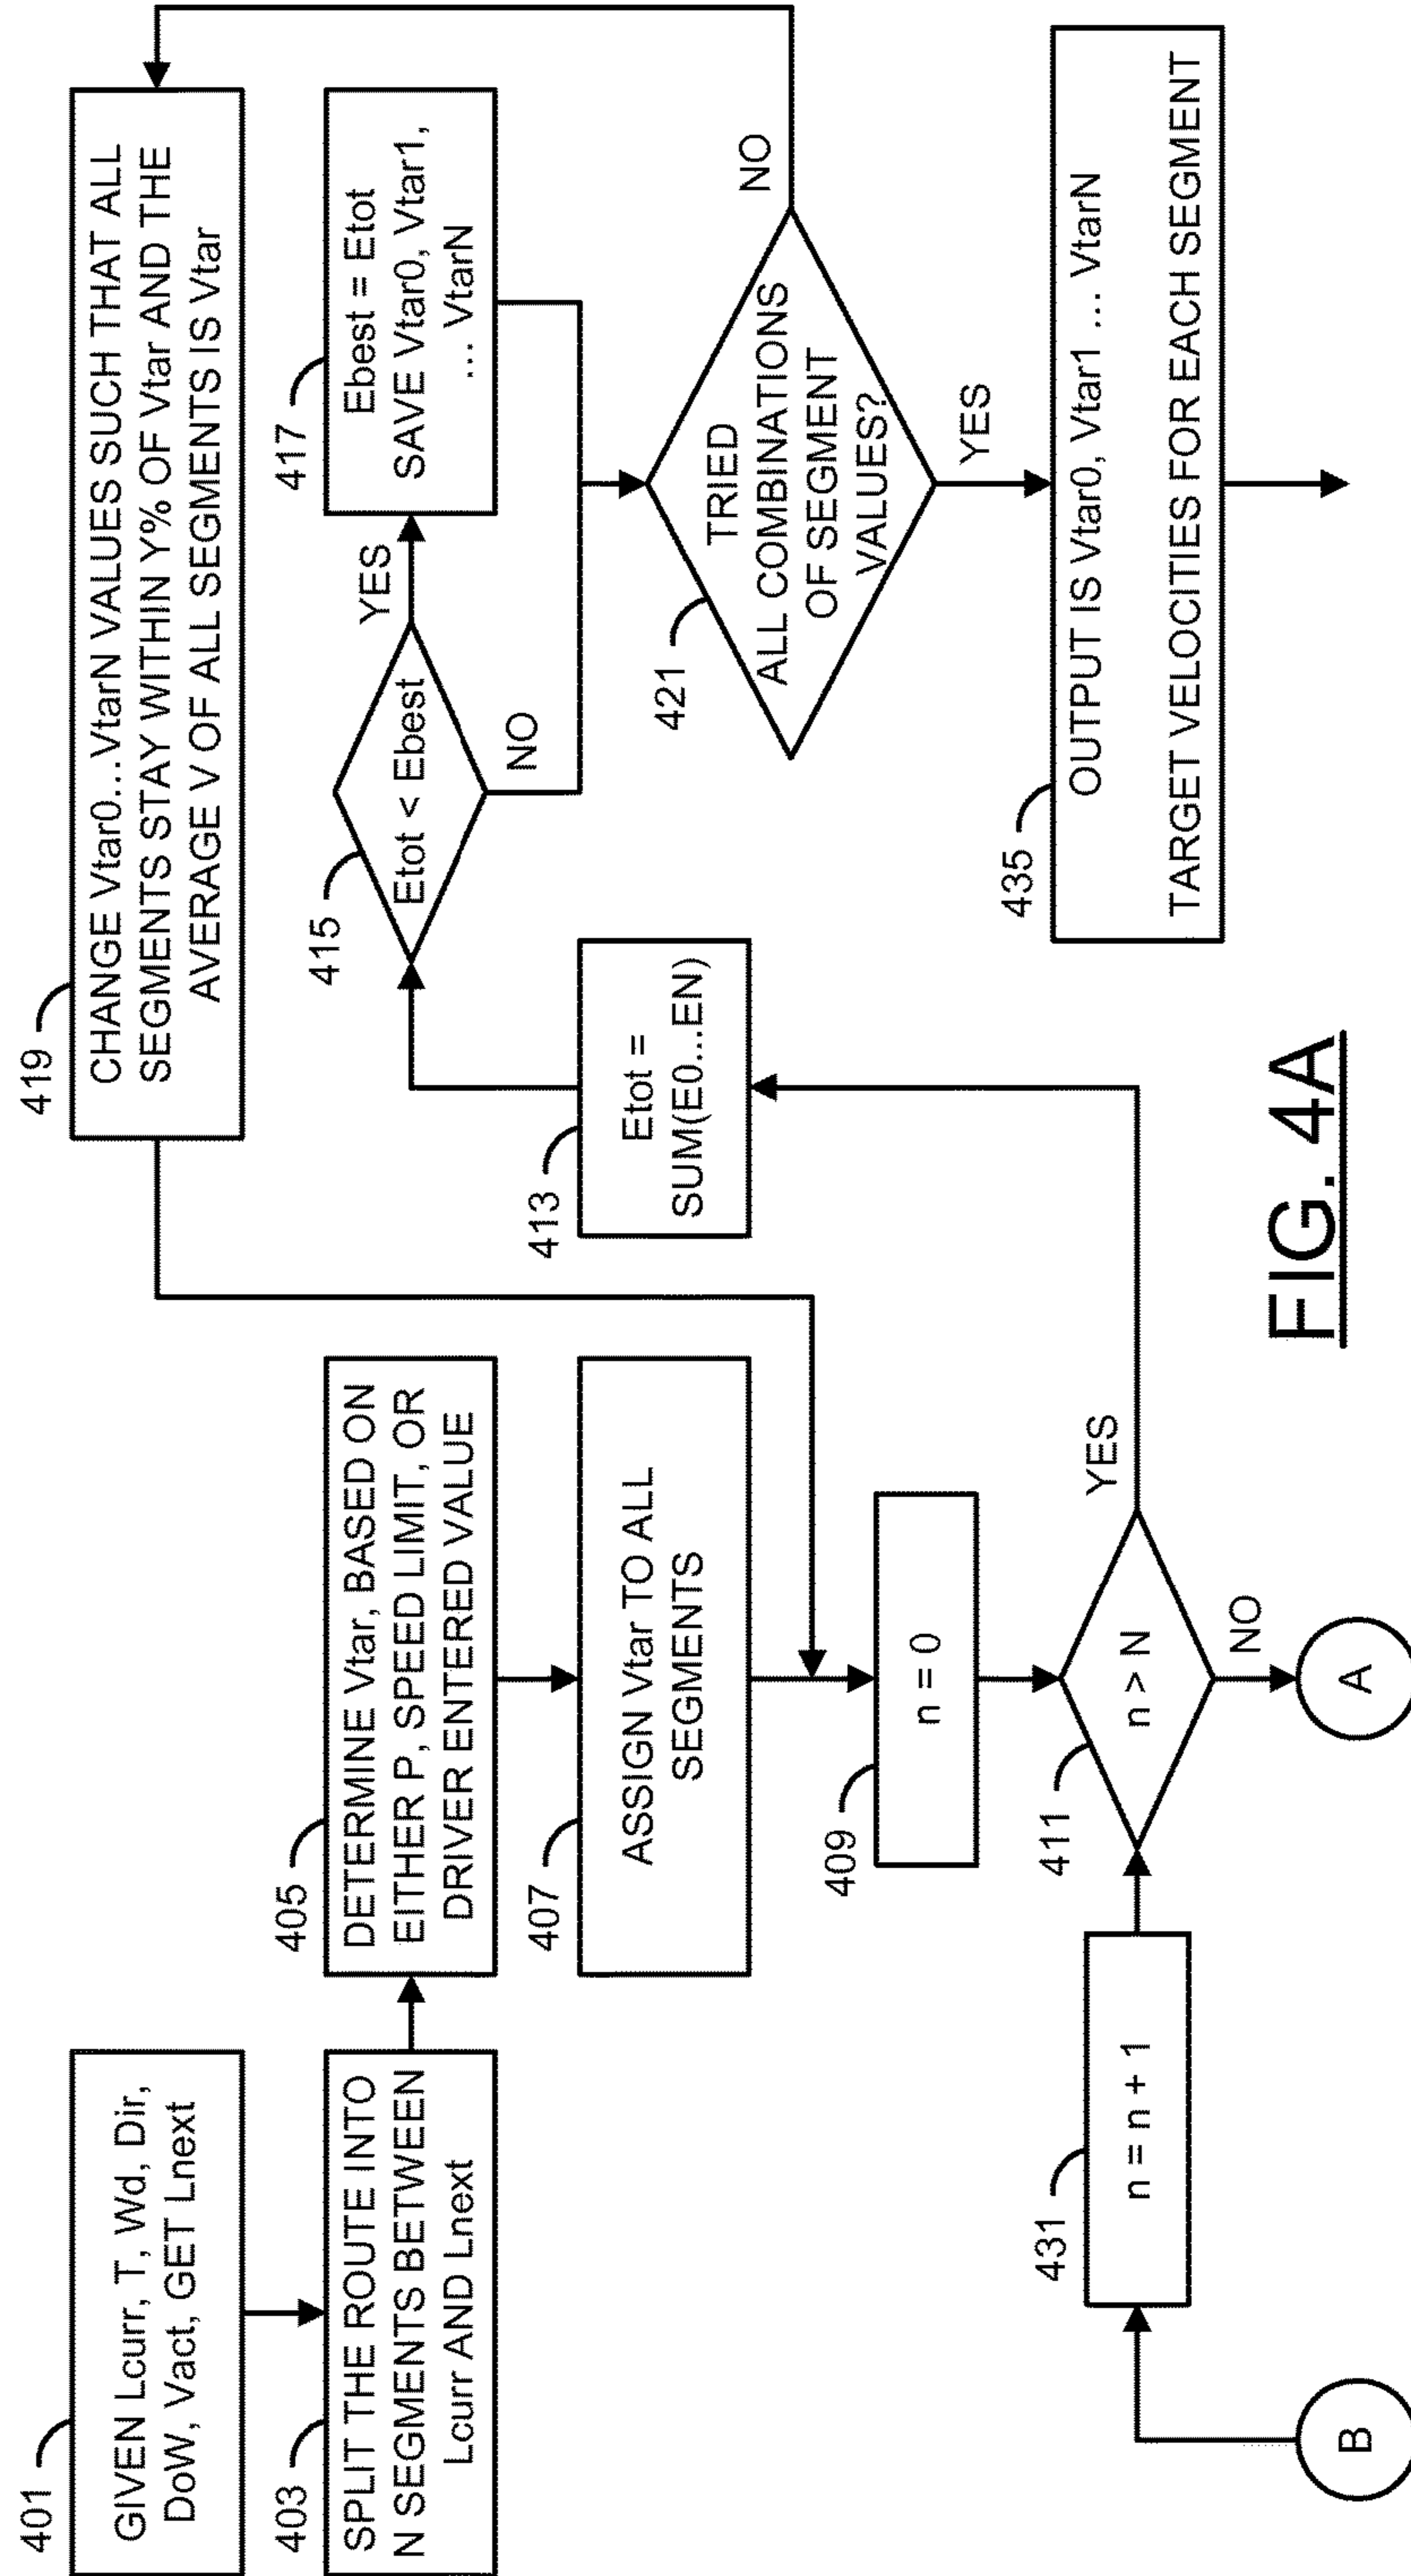 401
GIVEN Lcurr, T, Wd, Dir,
DoW, Vact, GET Lnext
403
SPLIT THE ROUTE INTO
N SEGMENTS BETWEEN
Lcurr AND Lnext
405
DETERMINE Vtar, BASED ON
EITHER P, SPEED LIMIT, OR
DRIVER ENTERED VALUE
407
ASSIGN Vtar TO ALL
SEGMENTS
409
n = 0
411
n > N
YES
NO
A
B
431
n = n + 1
413
Etot =
SUM(E0...EN)
415
Etot < Ebest
YES
NO
417
Ebest = Etot
SAVE Vtar0, Vtar1,
... VtarN
419
CHANGE Vtar0...VtarN VALUES SUCH THAT ALL
SEGMENTS STAY WITHIN Y% OF Vtar AND THE
AVERAGE V OF ALL SEGMENTS IS Vtar
421
TRIED
ALL COMBINATIONS
OF SEGMENT
VALUES?
NO
YES
435
OUTPUT IS Vtar0, Vtar1 ... VtarN
TARGET VELOCITIES FOR EACH SEGMENT
FIG. 4A